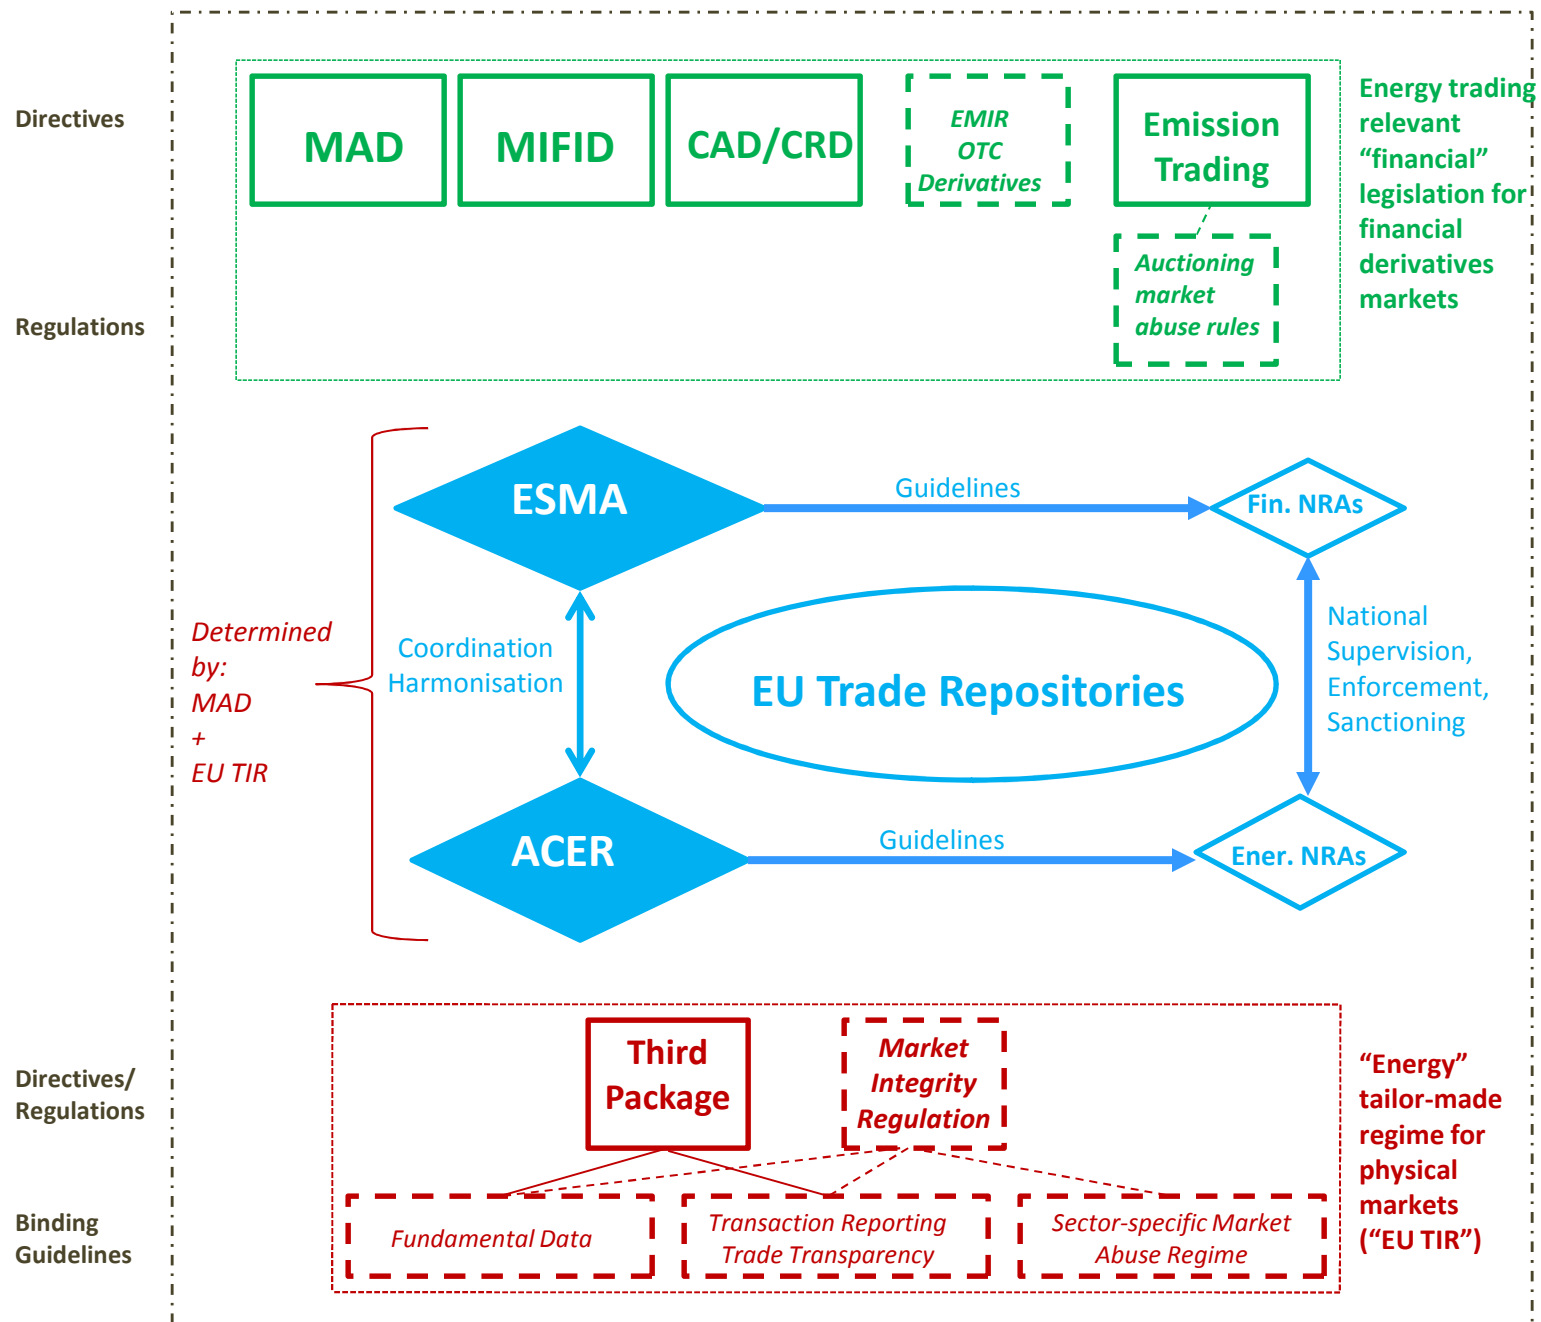 Directives
MAD
MIFID
CAD/CRD
EMIR
OTC
Derivatives
Emission
Trading
Energy trading
relevant
“financial”
legislation for
financial
derivatives
markets
Auctioning
market
abuse rules
Regulations
ESMA
Guidelines
Fin. NRAs
Determined
by:
MAD
+
EU TIR
Coordination
Harmonisation
EU Trade Repositories
National
Supervision,
Enforcement,
Sanctioning
ACER
Guidelines
Ener. NRAs
Directives/
Regulations
Third
Package
Market
Integrity
Regulation
“Energy”
tailor-made
regime for
physical
markets
(“EU TIR”)
Binding
Guidelines
Fundamental Data
Transaction Reporting
Trade Transparency
Sector-specific Market
Abuse Regime